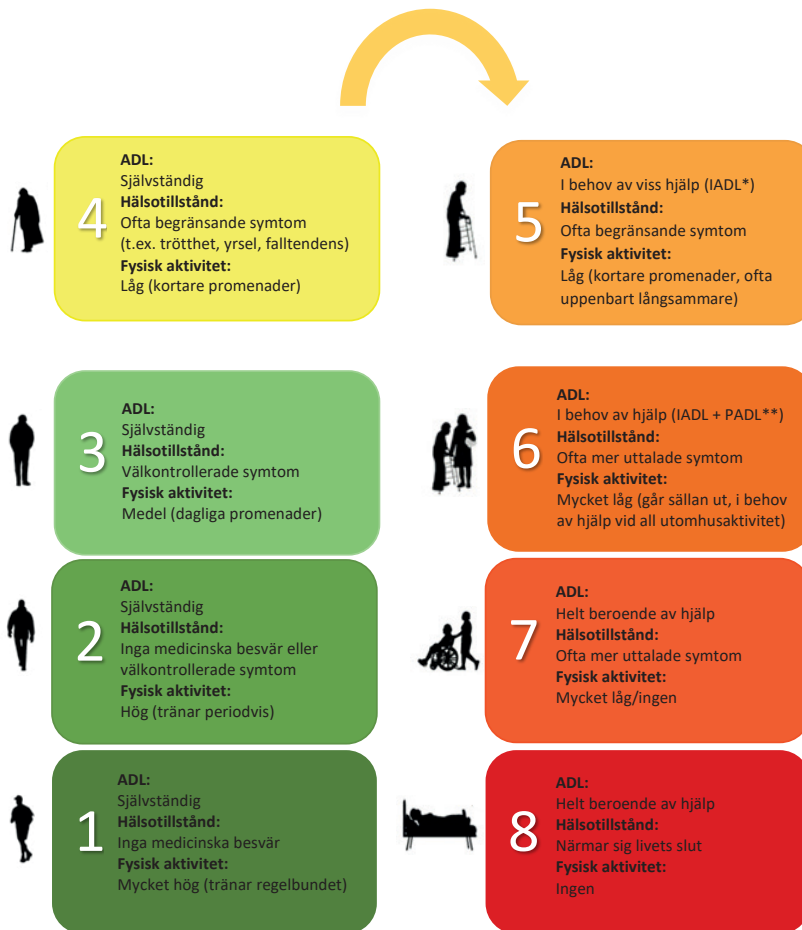 4
ADL:
Självständig
Hälsotillstånd:
Ofta begränsande symtom
(t.ex. trötthet, yrsel, falltendens)
Fysisk aktivitet:
Låg (kortare promenader)
5
ADL:
I behov av viss hjälp (IADL*)
Hälsotillstånd:
Ofta begränsande symtom
Fysisk aktivitet:
Låg (kortare promenader, ofta
uppenbart långsammare)
3
ADL:
Självständig
Hälsotillstånd:
Välkontrollerade symtom
Fysisk aktivitet:
Medel (dagliga promenader)
6
ADL:
I behov av hjälp (IADL + PADL**)
Hälsotillstånd:
Ofta mer uttalade symtom
Fysisk aktivitet:
Mycket låg (går sällan ut, i behov
av hjälp vid all utomhusaktivitet)
2
ADL:
Självständig
Hälsotillstånd:
Inga medicinska besvär eller
välkontrollerade symtom
Fysisk aktivitet:
Hög (tränar periodvis)
7
ADL:
Helt beroende av hjälp
Hälsotillstånd:
Ofta mer uttalade symtom
Fysisk aktivitet:
Mycket låg/ingen
1
ADL:
Självständig
Hälsotillstånd:
Inga medicinska besvär
Fysisk aktivitet:
Mycket hög (tränar regelbundet)
8
ADL:
Helt beroende av hjälp
Hälsotillstånd:
Närmar sig livets slut
Fysisk aktivitet:
Ingen